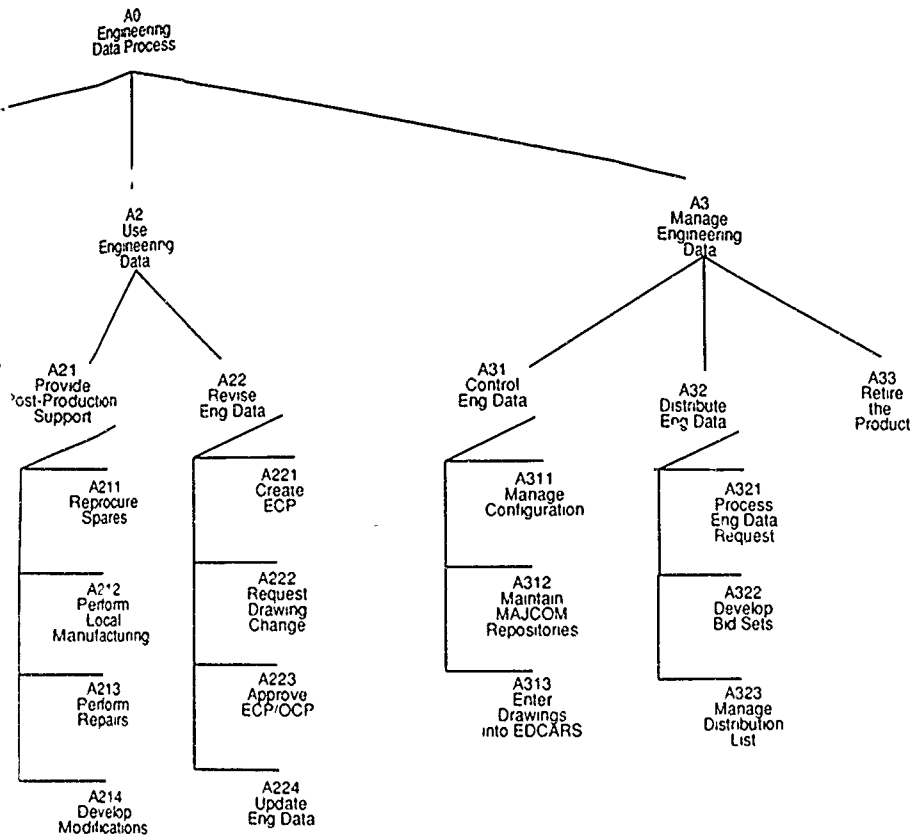 A0
Engineering
Data Process
A2
Use
Engineering
Data
A3
Manage
Engineering
Data
A21
Provide
Post-Production
Support
A22
Revise
Eng Data
A31
Control
Eng Data
A32
Distribute
Eng Data
A33
Retire
the
Product
A211
Reprocure
Spares
A212
Perform
Local
Manufacturing
A213
Perform
Repairs
A214
Develop
Modifications
A221
Create
ECP
A222
Request
Drawing
Change
A223
Approve
ECP/OCP
A224
Update
Eng Data
A311
Manage
Configuration
A312
Maintain
MAJCOM
Repositories
A313
Enter
Drawings
into EDCARS
A321
Process
Eng Data
Request
A322
Develop
Bid Sets
A323
Manage
Distribution
List